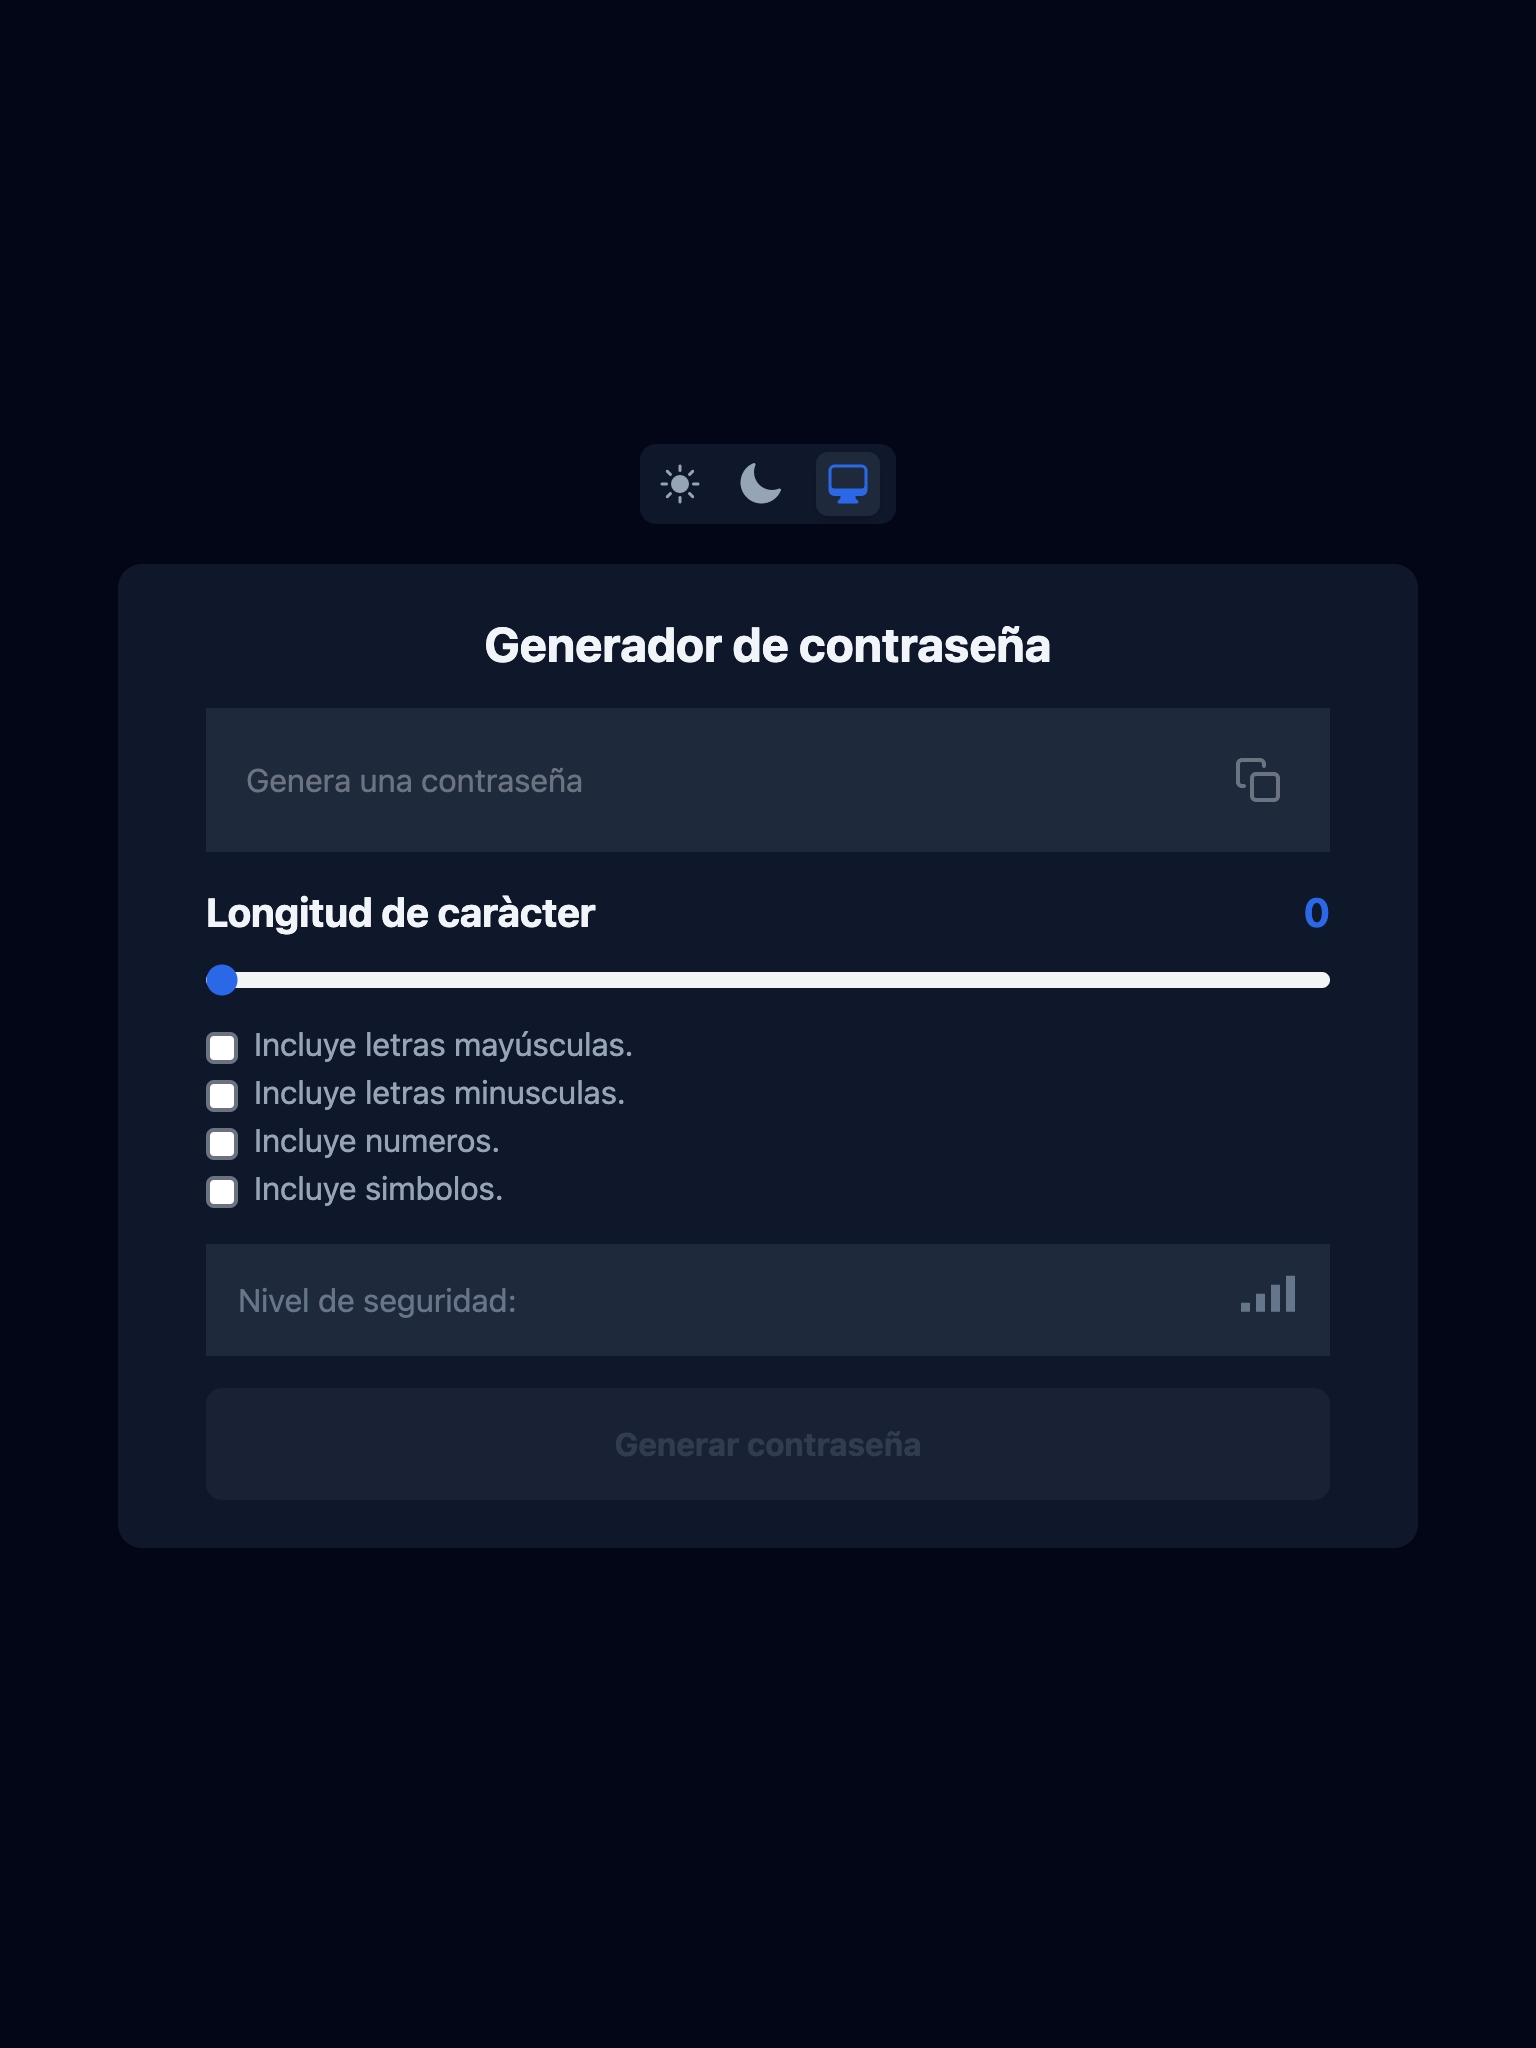 Generador de contraseña
Genera una contraseña
Longitud de caràcter 0
Incluye letras mayúsculas.
Incluye letras minusculas.
Incluye numeros.
Incluye simbolos.
Nivel de seguridad:
Generar contraseña